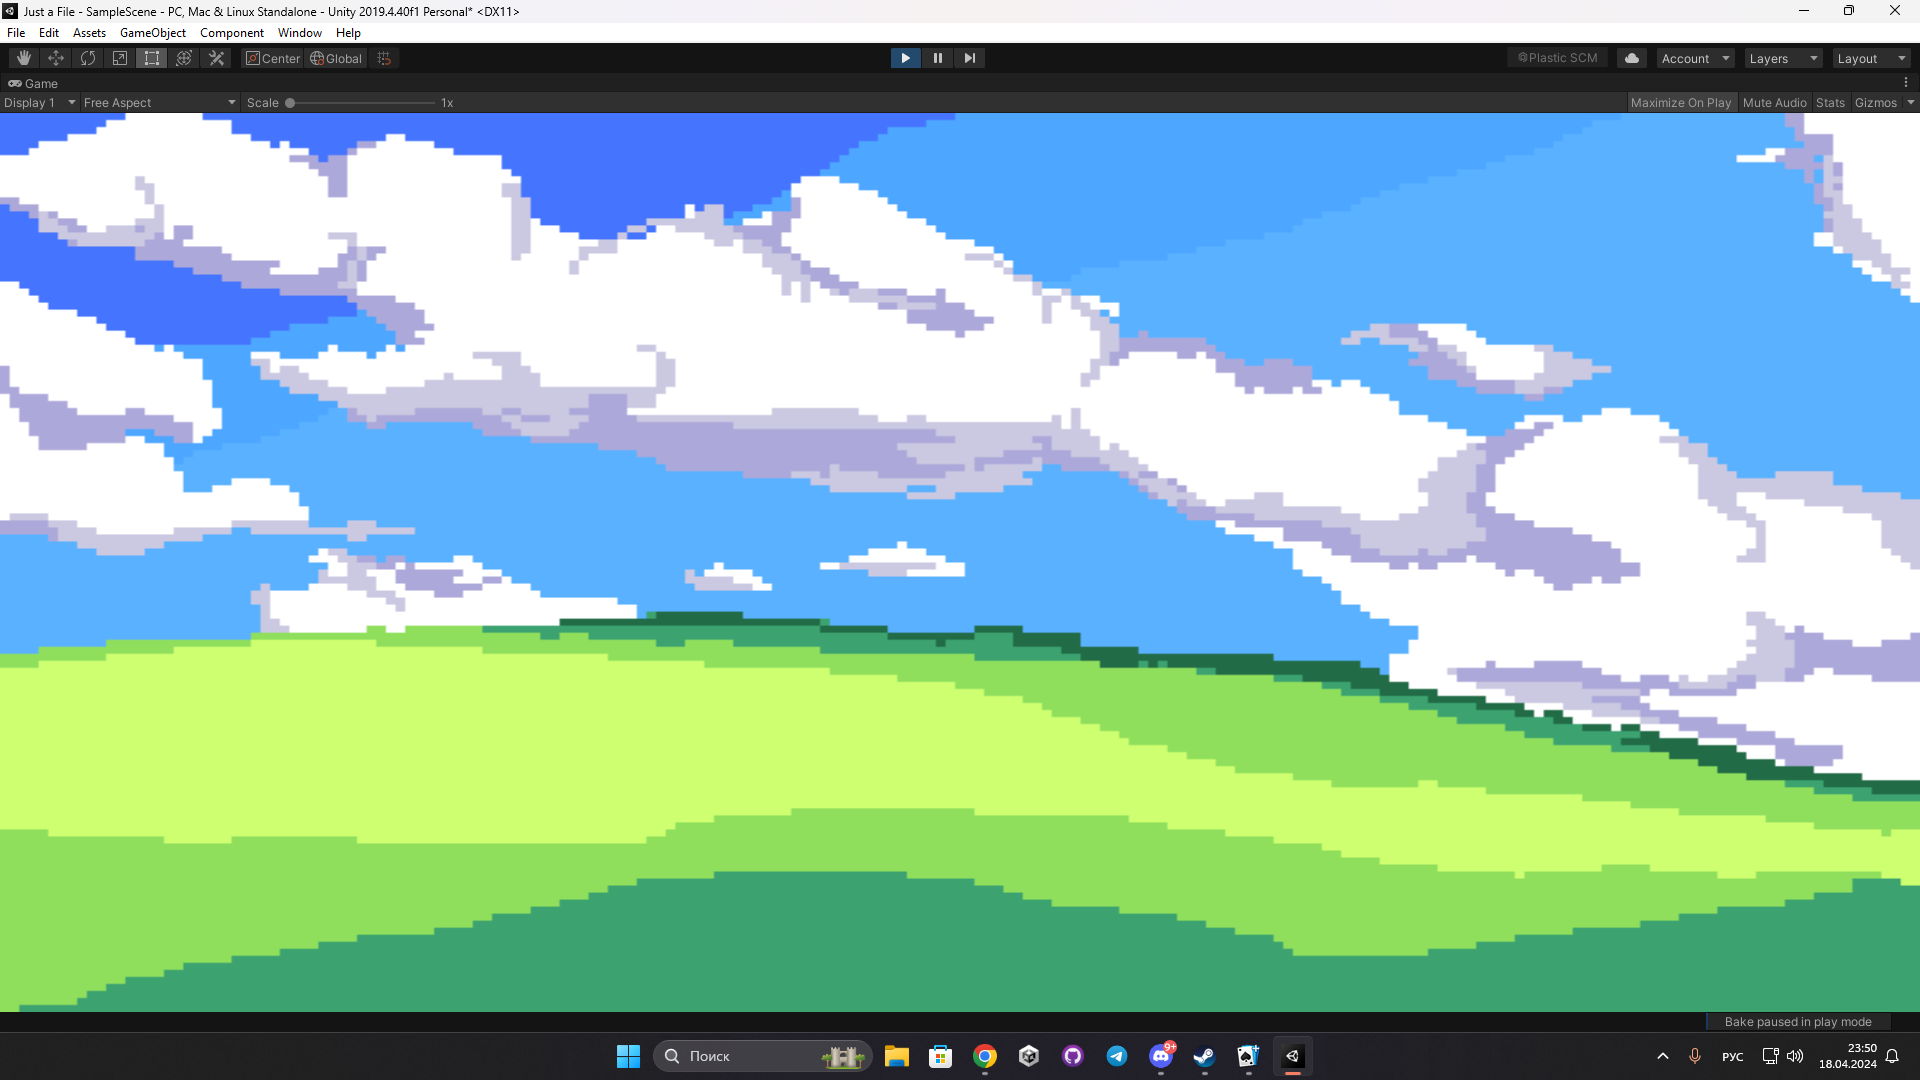 Just a File - SampleScene - PC, Mac & Linux Standalone - Unity 2019.4.40f1 Personal* <DX11>
File Edit Assets GameObject Component Window Help
Center Global Plastic SCM Account Layers Layout
Game
Display 1 Free Aspect Scale 1x Maximize On Play Mute Audio Stats Gizmos
Bake paused in play mode
Поиск 9+ РУС 23:50
18.04.2024